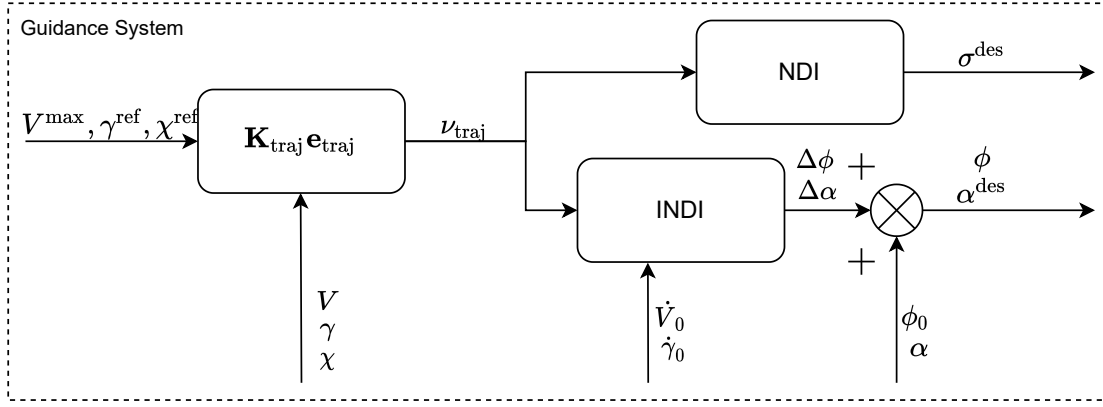 Guidance System
V^max, γ^ref, χ^ref
K_traj e_traj
ν_traj
NDI
σ^des
INDI
Δϕ
Δα
+
+
ϕ
α^des
V
γ
χ
V̇_0
γ̇_0
ϕ_0
α